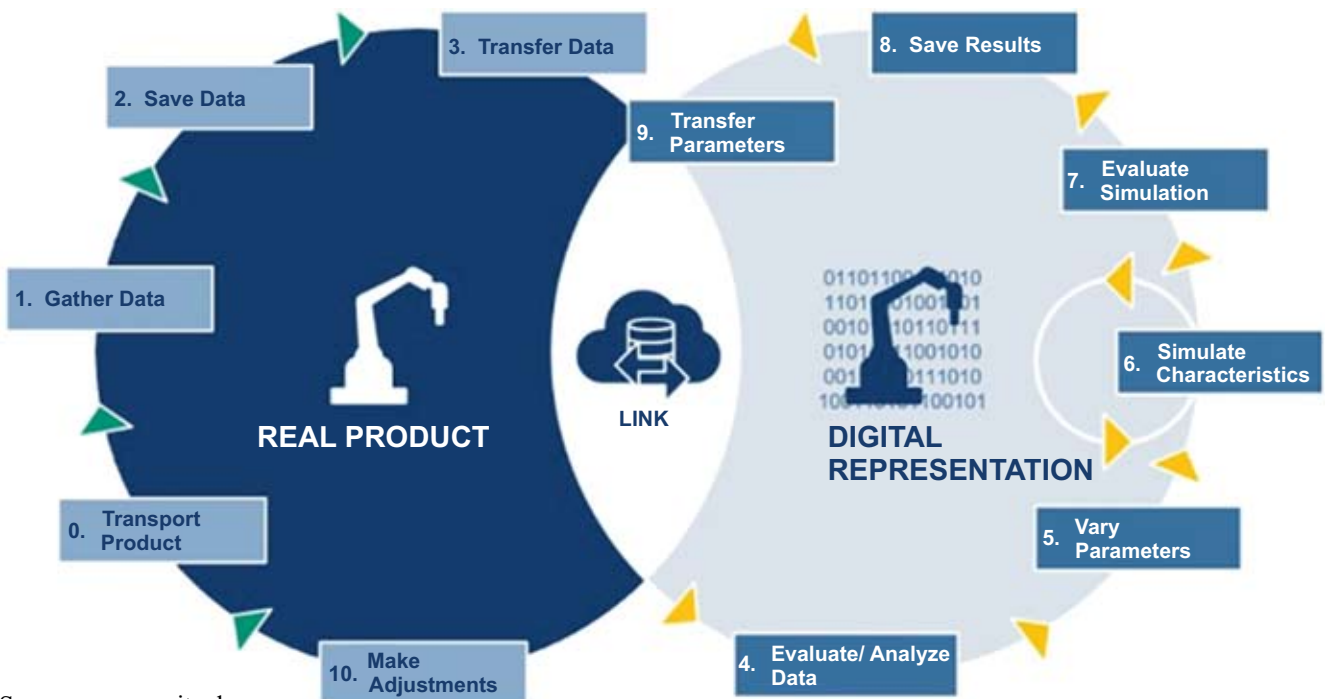 3. Transfer Data
8. Save Results
2. Save Data
9. Transfer
Parameters
7. Evaluate
Simulation
1. Gather Data
6. Simulate
Characteristics
LINK
REAL PRODUCT
DIGITAL
REPRESENTATION
0. Transport
Product
5. Vary
Parameters
4. Evaluate/ Analyze
Data
10. Make
Adjustments